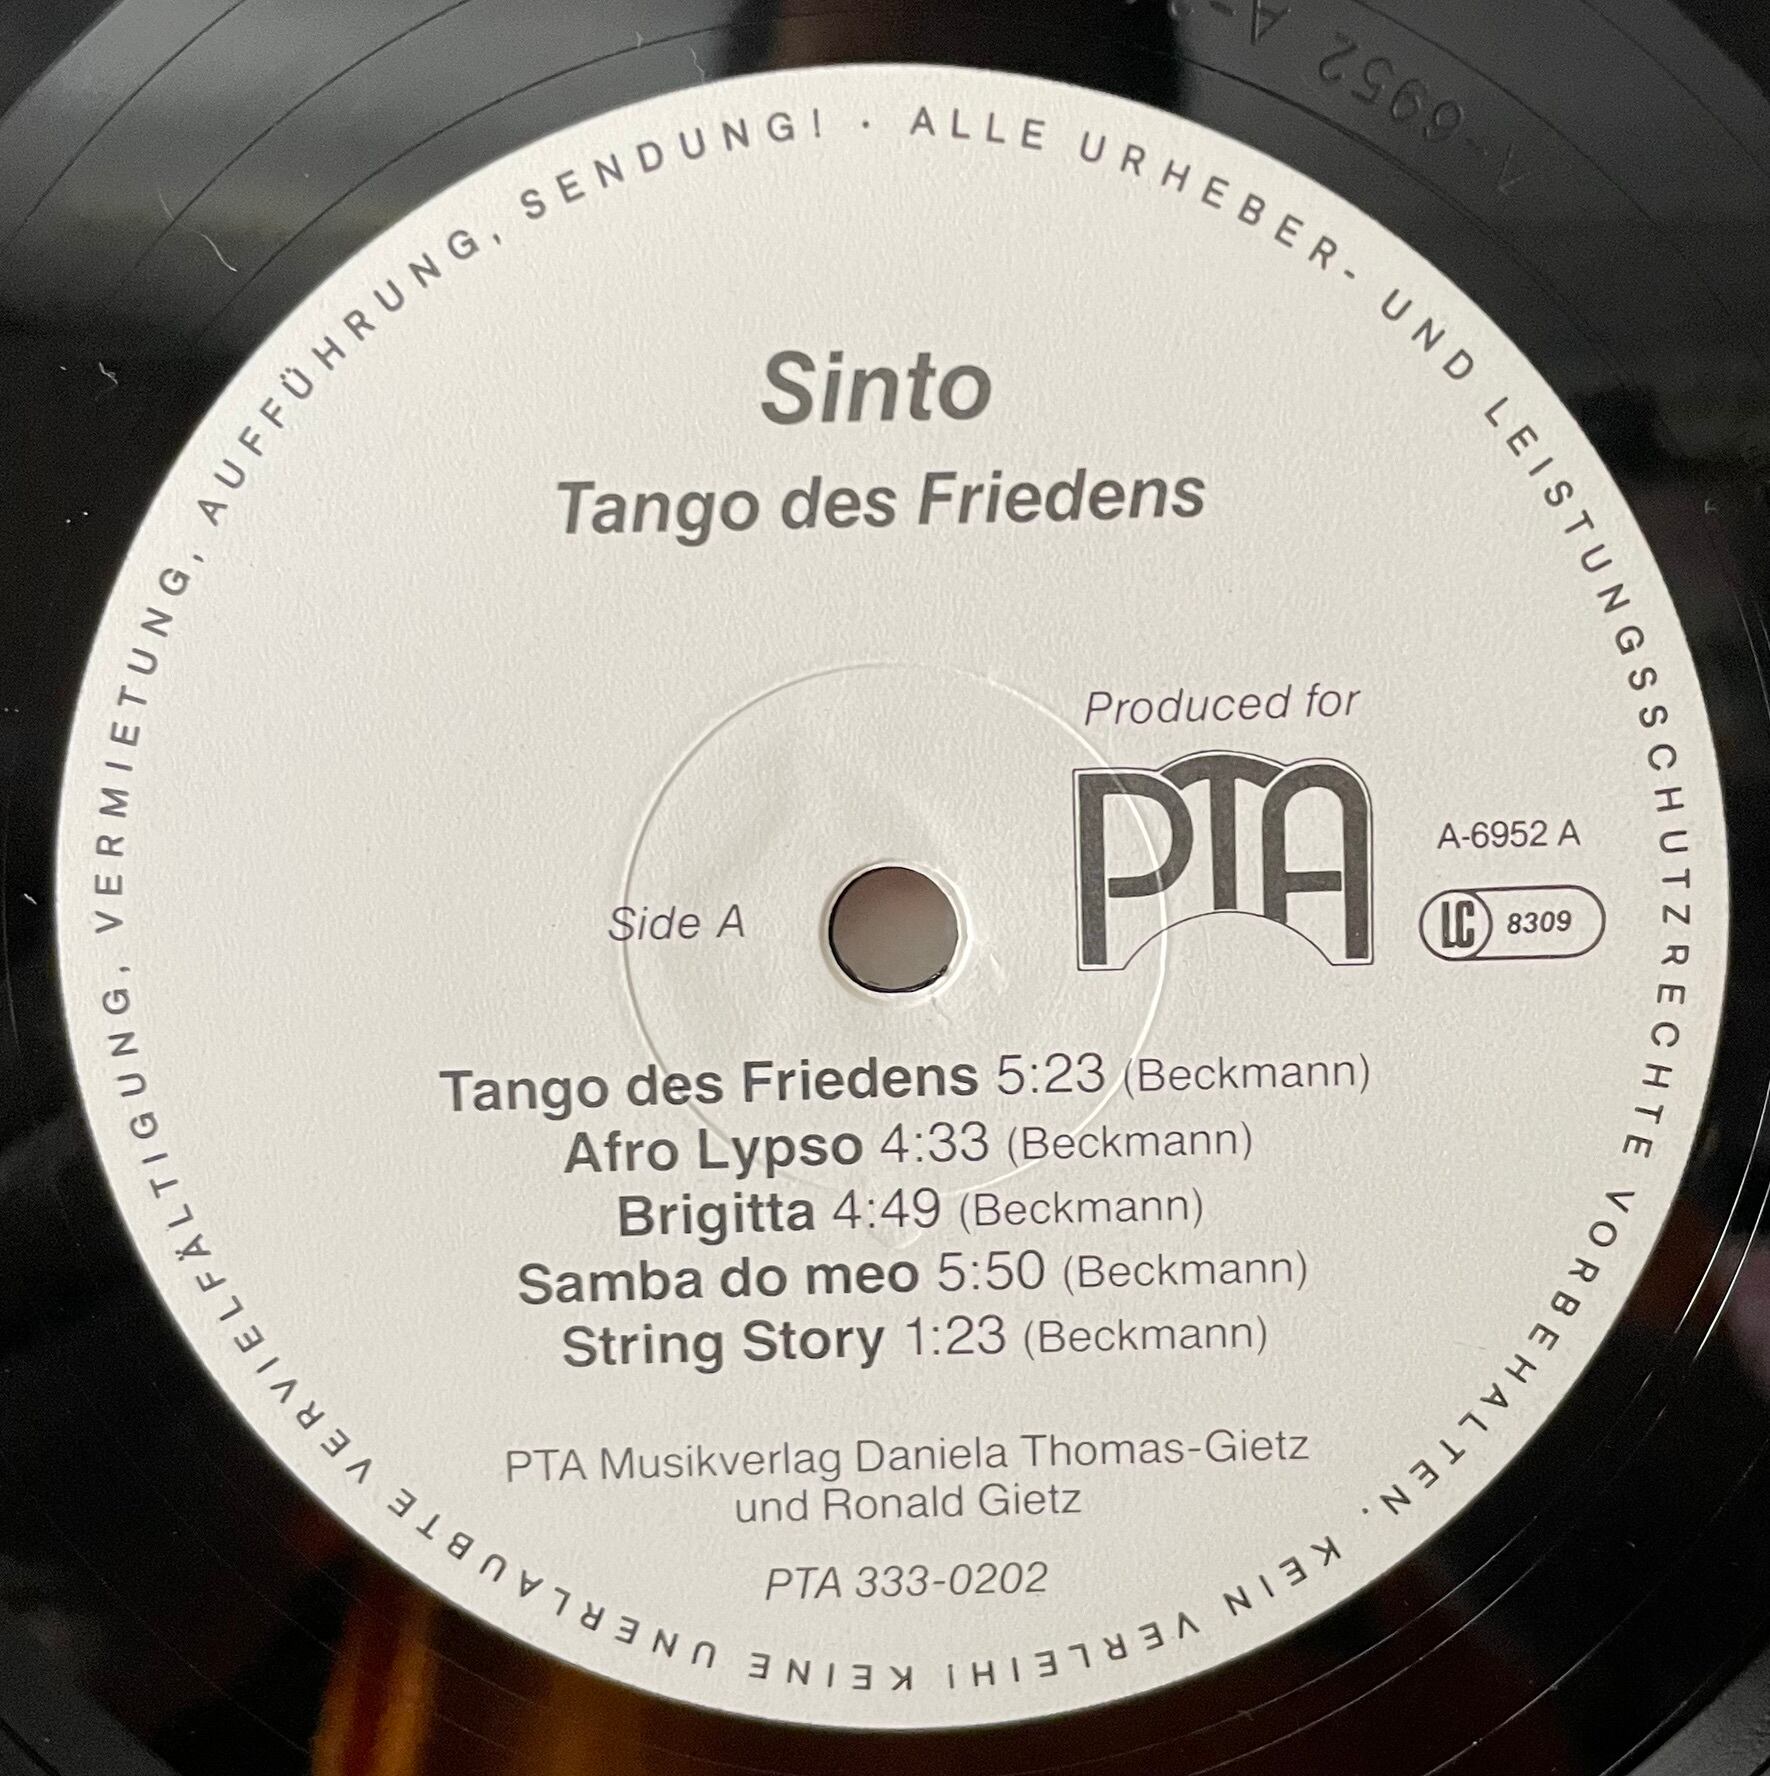 ALLE URHEBER- UND LEISTUNGSSCHUTZRECHTE VORBEHALTEN. KEIN VERLEIH! KEINE UNERLAUBTE VERVIELFÄLTIGUNG, VERMIETUNG, AUFFÜHRUNG, SENDUNG! ·
Sinto
Tango des Friedens
Produced for
PTA
A-6952 A
LC 8309
Side A
Tango des Friedens 5:23 (Beckmann)
Afro Lypso 4:33 (Beckmann)
Brigitta 4:49 (Beckmann)
Samba do meo 5:50 (Beckmann)
String Story 1:23 (Beckmann)
PTA Musikverlag Daniela Thomas-Gietz
und Ronald Gietz
PTA 333-0202
6952